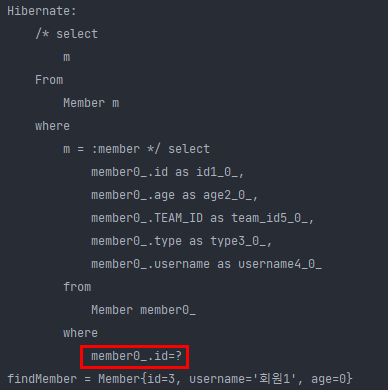 Hibernate:
    /* select
        m
    From
        Member m
    where
        m = :member */ select
            member0_.id as id1_0_,
            member0_.age as age2_0_,
            member0_.TEAM_ID as team_id5_0_,
            member0_.type as type3_0_,
            member0_.username as username4_0_
        from
            Member member0_
        where
            member0_.id=?
findMember = Member{id=3, username='회원1', age=0}